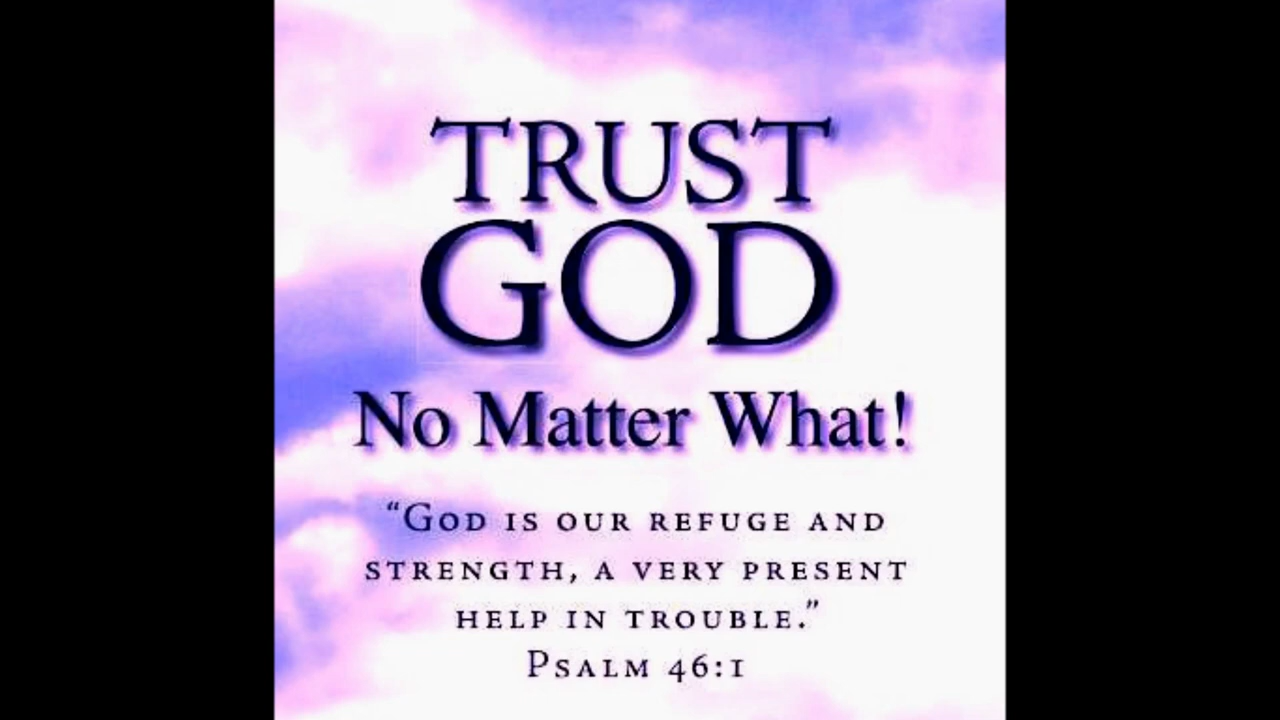 TRUST
GOD
No Matter What!
“God is our refuge and
strength, a very present
help in trouble.”
Psalm 46:1